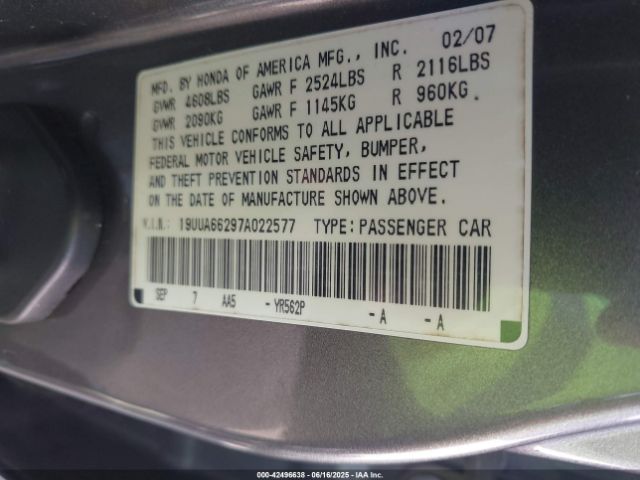 MFD. BY HONDA OF AMERICA MFG., INC. 02/07
GVWR 4608LBS GAWR F 2524LBS R 2116LBS
GVWR 2090KG GAWR F 1145KG R 960KG.
THIS VEHICLE CONFORMS TO ALL APPLICABLE
FEDERAL MOTOR VEHICLE SAFETY, BUMPER,
AND THEFT PREVENTION STANDARDS IN EFFECT
ON THE DATE OF MANUFACTURE SHOWN ABOVE.
V.I.N.: 19UUA66297A022577 TYPE: PASSENGER CAR
SEP 7 AA5 - YR562P - A - A
000-42496638 - 06/16/2025 - IAA Inc.